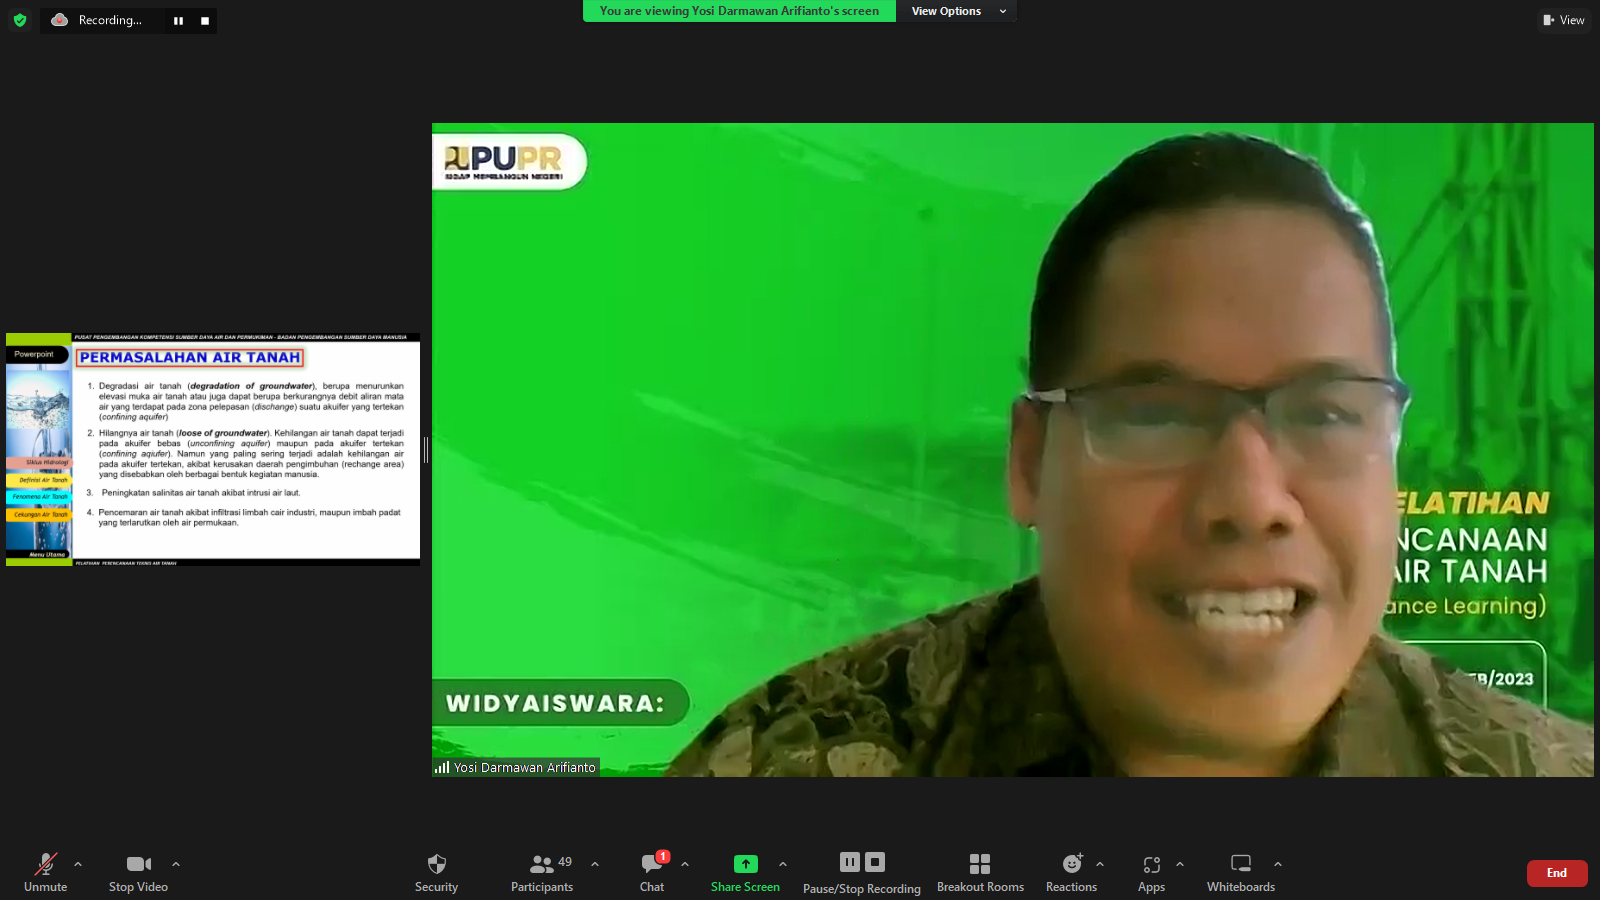 Recording...
You are viewing Yosi Darmawan Arifianto's screen
View Options
View
PUSAT PENGEMBANGAN KOMPETENSI SUMBER DAYA AIR DAN PERMUKIMAN - BADAN PENGEMBANGAN SUMBER DAYA MANUSIA
Powerpoint
PERMASALAHAN AIR TANAH
1. Degradasi air tanah (degradation of groundwater), berupa menurunkan
elevasi muka air tanah atau juga dapat berupa berkurangnya debit aliran mata
air yang terdapat pada zona pelepasan (discharge) suatu akuifer yang tertekan
(confining aquifer)
2. Hilangnya air tanah (loose of groundwater). Kehilangan air tanah dapat terjadi
pada akuifer bebas (unconfining aquifer) maupun pada akuifer tertekan
(confining aqiufer). Namun yang paling sering terjadi adalah kehilangan air
pada akuifer tertekan, akibat kerusakan daerah pengimbuhan (rechange area)
yang disebabkan oleh berbagai bentuk kegiatan manusia.
3. Peningkatan salinitas air tanah akibat intrusi air laut.
4. Pencemaran air tanah akibat infiltrasi limbah cair industri, maupun imbah padat
yang terlarutkan oleh air permukaan.
Siklus Hidrologi
Definisi Air Tanah
Fenomena Air Tanah
Cekungan Air Tanah
Menu Utama
PELATIHAN PERENCANAAN TEKNIS AIR TANAH
PUPR
SIGAP MEMBANGUN NEGERI
ELATIHAN
NCANAAN
AIR TANAH
ance Learning)
EB/2023
WIDYAISWARA:
Yosi Darmawan Arifianto
Unmute
Stop Video
Security
Participants
49
Chat
1
Share Screen
Pause/Stop Recording
Breakout Rooms
Reactions
Apps
Whiteboards
End